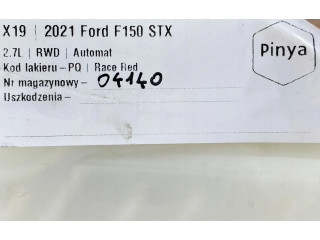 X19 | 2021 Ford F150 STX
2.7L | RWD | Automat
Kod lakieru – PQ | Race Red
Nr magazynowy – 04140
Uszkodzenia –
Pinya